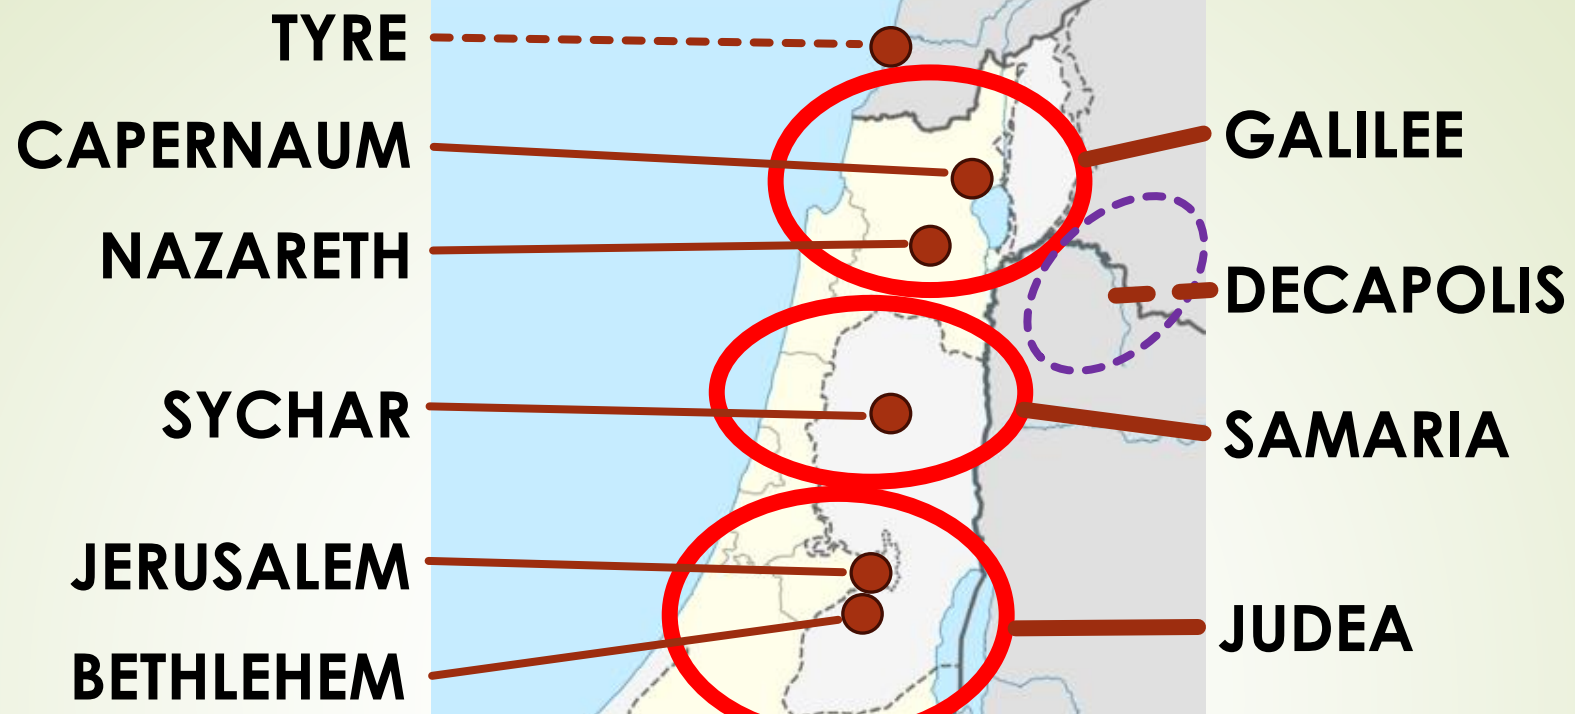 TYRE
CAPERNAUM
NAZARETH
SYCHAR
JERUSALEM
BETHLEHEM
GALILEE
DECAPOLIS
SAMARIA
JUDEA